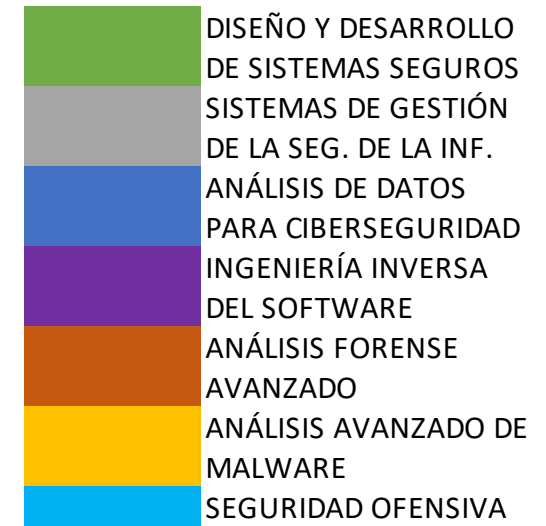 DISEÑO Y DESARROLLO
DE SISTEMAS SEGUROS
SISTEMAS DE GESTIÓN
DE LA SEG. DE LA INF.
ANÁLISIS DE DATOS
PARA CIBERSEGURIDAD
INGENIERÍA INVERSA
DEL SOFTWARE
ANÁLISIS FORENSE
AVANZADO
ANÁLISIS AVANZADO DE
MALWARE
SEGURIDAD OFENSIVA